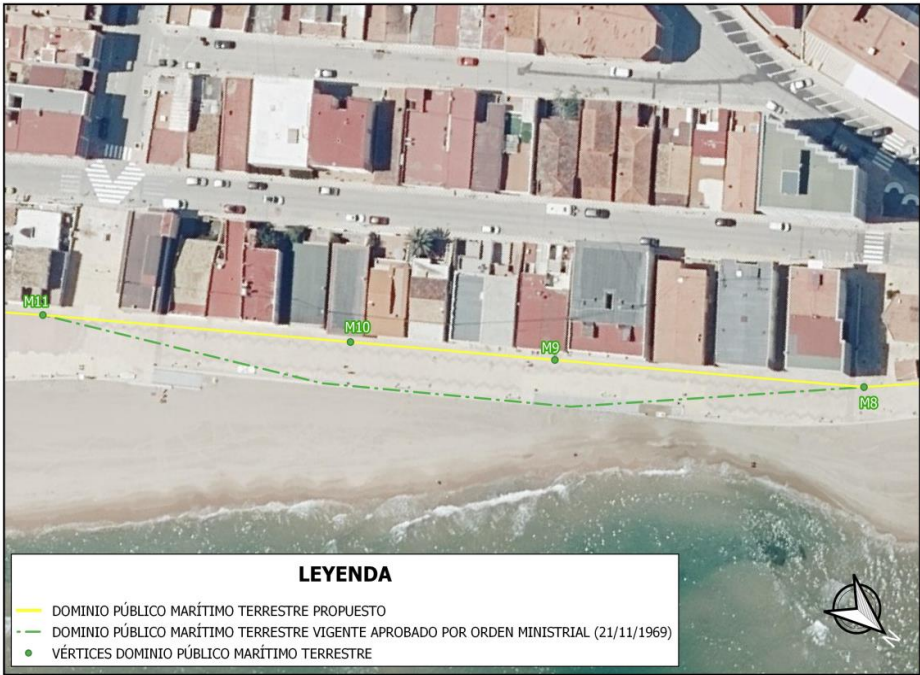 M11
M10
M9
M8
LEYENDA
DOMINIO PÚBLICO MARÍTIMO TERRESTRE PROPUESTO
DOMINIO PÚBLICO MARÍTIMO TERRESTRE VIGENTE APROBADO POR ORDEN MINISTRIAL (21/11/1969)
VÉRTICES DOMINIO PÚBLICO MARÍTIMO TERRESTRE
N